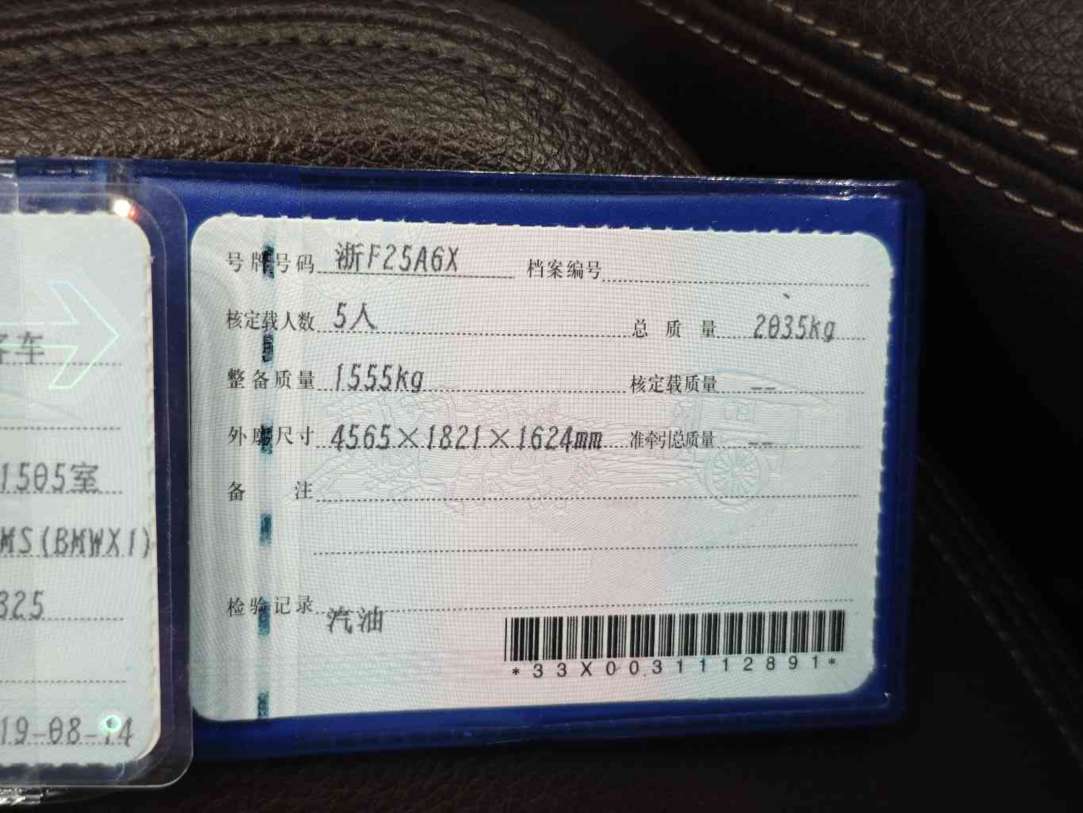 客车
1505室
MS(BMWX1)
325
19-08-14
号牌号码 浙F25A6X 档案编号
核定载人数 5人 总质量 2035kg
整备质量 1555kg 核定载质量 --
外廓尺寸 4565×1821×1624mm 准牵引总质量 --
备注
检验记录 汽油
*33X0031112891*